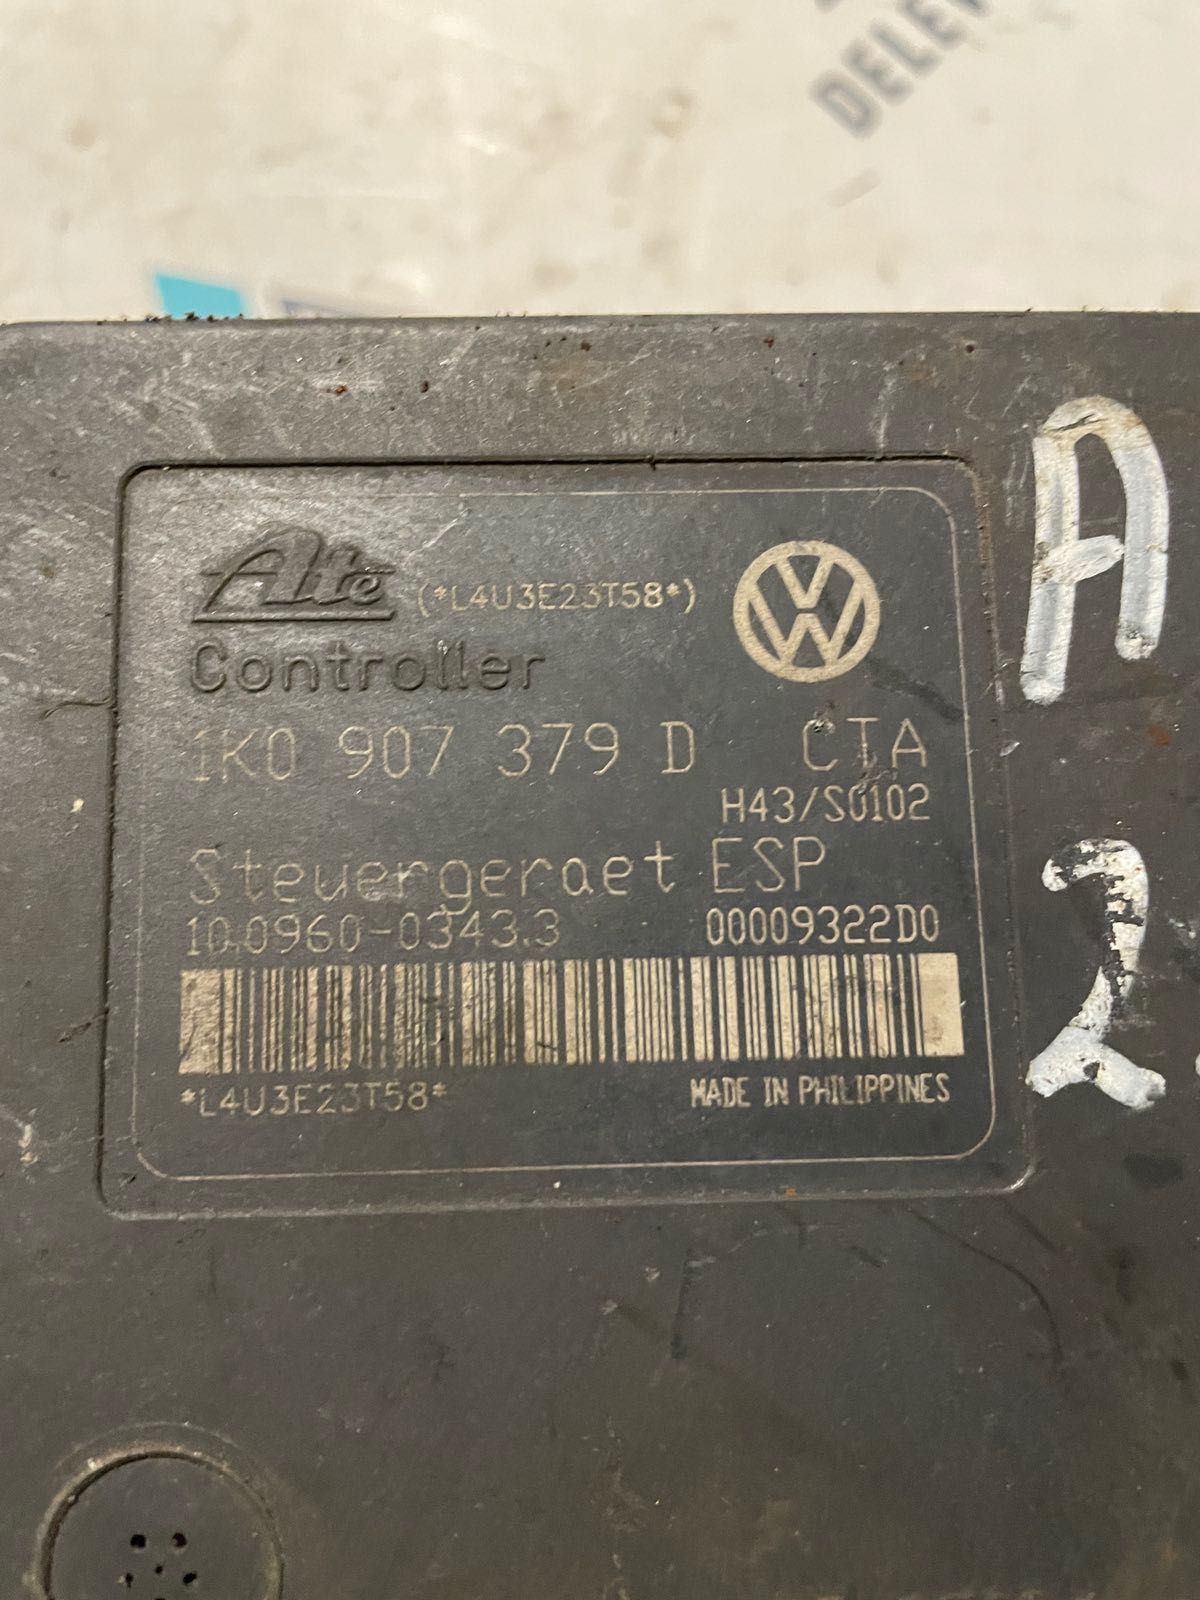 DELE
Ate (*L4U3E23T58*)
Controller
1K0 907 379 D CTA
H43/S0102
Steuergeraet ESP
10.0960-0343.3 00009322D0
*L4U3E23T58* MADE IN PHILIPPINES
A
2